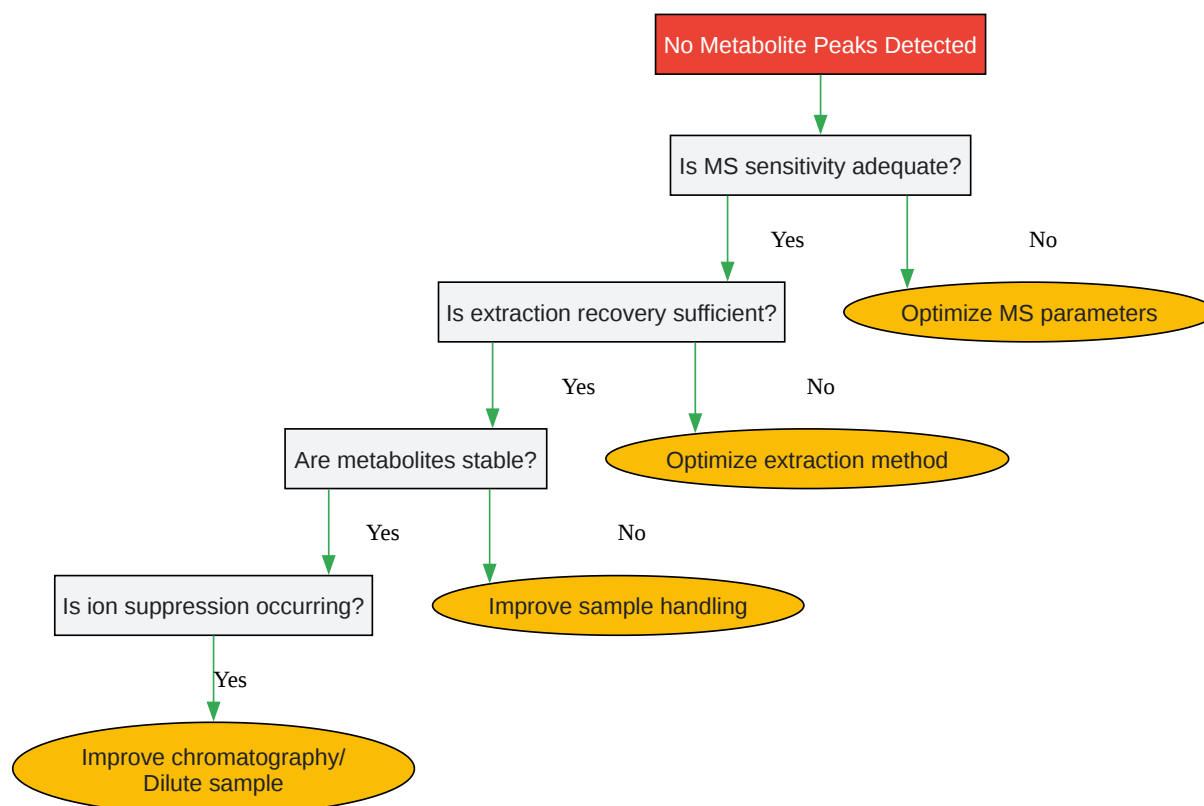 No Metabolite Peaks Detected
Is MS sensitivity adequate?
Yes
No
Is extraction recovery sufficient?
Optimize MS parameters
Yes
No
Are metabolites stable?
Optimize extraction method
Yes
No
Is ion suppression occurring?
Improve sample handling
Yes
Improve chromatography/
Dilute sample